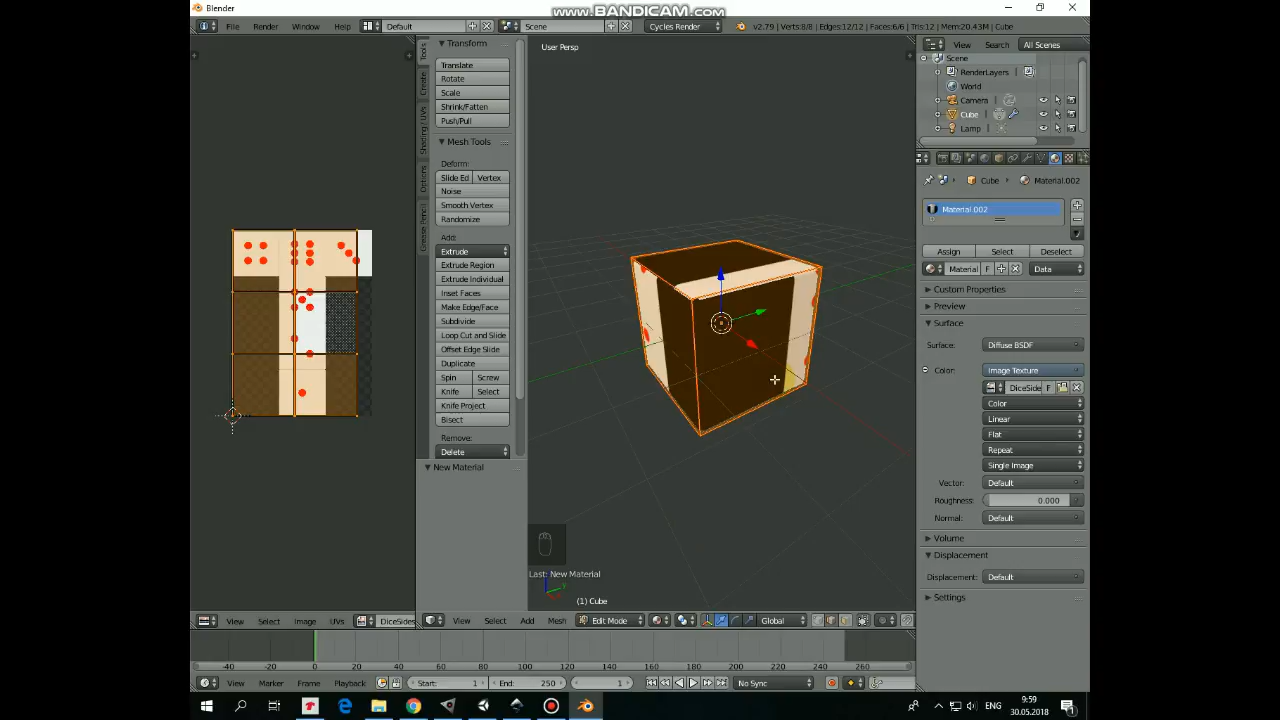 www.BANDICAM.com
Blender
File Render Window Help Default Scene Cycles Render v2.79 | Verts:8/8 | Edges:12/12 | Faces:6/6 | Tris:12 | Mem:20.43M | Cube
View Search All Scenes
Scene
RenderLayers
World
Camera
Cube
Lamp
Tools
Create
Shading / UVs
Options
Grease Pencil
Transform
Translate
Rotate
Scale
Shrink/Fatten
Push/Pull
Mesh Tools
Deform:
Slide Ed Vertex
Noise
Smooth Vertex
Randomize
Add:
Extrude
Extrude Region
Extrude Individual
Inset Faces
Make Edge/Face
Subdivide
Loop Cut and Slide
Offset Edge Slide
Duplicate
Spin Screw
Knife Select
Knife Project
Bisect
Remove:
Delete
New Material
User Persp
Last: New Material
(1) Cube
Cube Material.002
Material.002
Assign Select Deselect
Material F Data
Custom Properties
Preview
Surface
Surface: Diffuse BSDF
Color: Image Texture
DiceSide F
Color
Linear
Flat
Repeat
Single Image
Vector: Default
Roughness: 0.000
Normal: Default
Volume
Displacement
Displacement: Default
Settings
View Select Image UVs DiceSides
View Select Add Mesh Edit Mode Global
-40 -20 0 20 40 60 80 100 120 140 160 180 200 220 240 260
View Marker Frame Playback Start: 1 End: 250 1 No Sync
ENG
9:59
30.05.2018
1